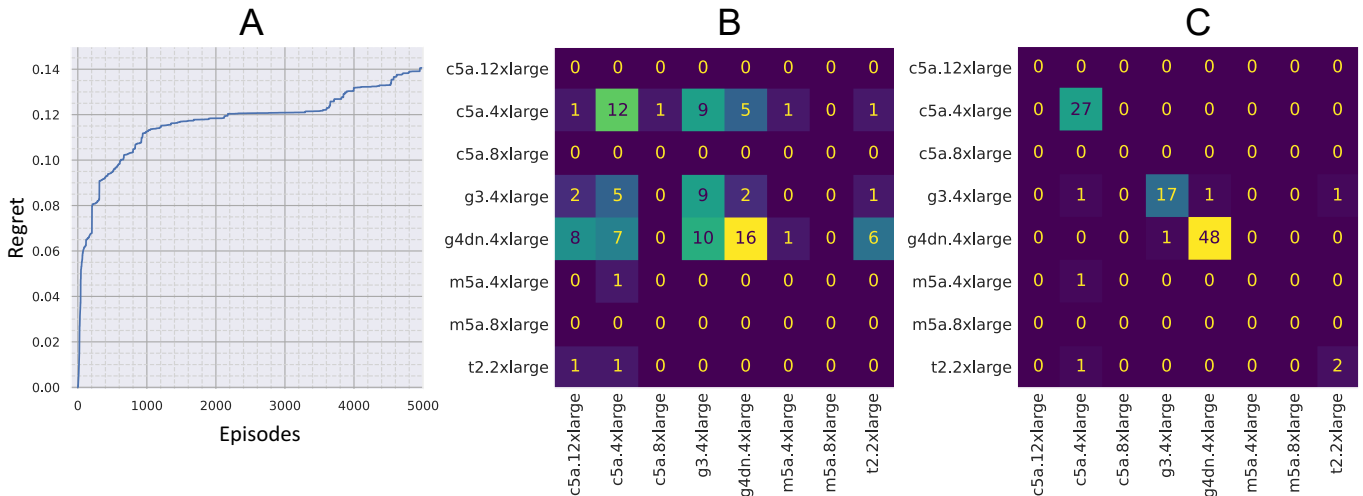 A
B
C
Regret
0.14
0.12
0.10
0.08
0.06
0.04
0.02
0.00
0 1000 2000 3000 4000 5000
Episodes
c5a.12xlarge 0 0 0 0 0 0 0 0
c5a.4xlarge 1 12 1 9 5 1 0 1
c5a.8xlarge 0 0 0 0 0 0 0 0
g3.4xlarge 2 5 0 9 2 0 0 1
g4dn.4xlarge 8 7 0 10 16 1 0 6
m5a.4xlarge 0 1 0 0 0 0 0 0
m5a.8xlarge 0 0 0 0 0 0 0 0
t2.2xlarge 1 1 0 0 0 0 0 0
c5a.12xlarge
c5a.4xlarge
c5a.8xlarge
g3.4xlarge
g4dn.4xlarge
m5a.4xlarge
m5a.8xlarge
t2.2xlarge
c5a.12xlarge 0 0 0 0 0 0 0 0
c5a.4xlarge 0 27 0 0 0 0 0 0
c5a.8xlarge 0 0 0 0 0 0 0 0
g3.4xlarge 0 1 0 17 1 0 0 1
g4dn.4xlarge 0 0 0 1 48 0 0 0
m5a.4xlarge 0 1 0 0 0 0 0 0
m5a.8xlarge 0 0 0 0 0 0 0 0
t2.2xlarge 0 1 0 0 0 0 0 2
c5a.12xlarge
c5a.4xlarge
c5a.8xlarge
g3.4xlarge
g4dn.4xlarge
m5a.4xlarge
m5a.8xlarge
t2.2xlarge